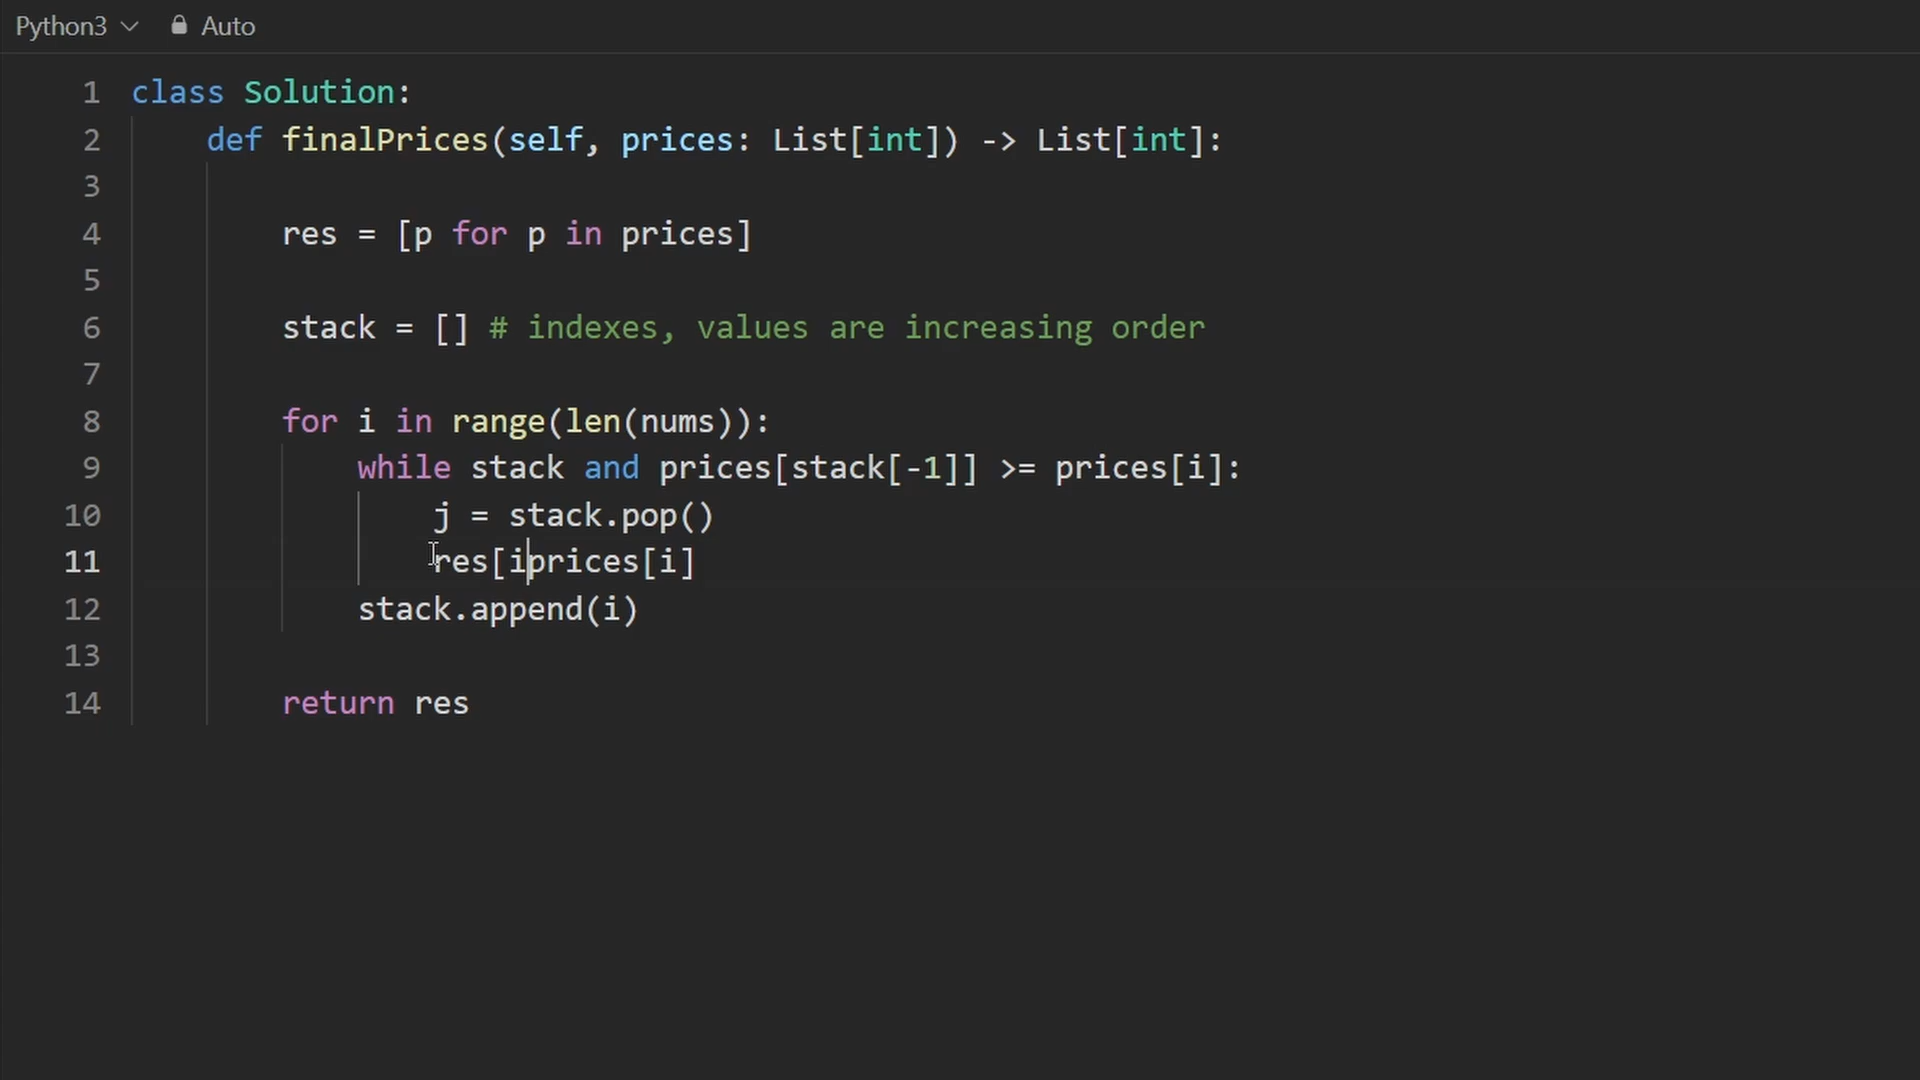 Python3 Auto
1 class Solution:
2 def finalPrices(self, prices: List[int]) -> List[int]:
3
4 res = [p for p in prices]
5
6 stack = [] # indexes, values are increasing order
7
8 for i in range(len(nums)):
9 while stack and prices[stack[-1]] >= prices[i]:
10 j = stack.pop()
11 res[iprices[i]
12 stack.append(i)
13
14 return res